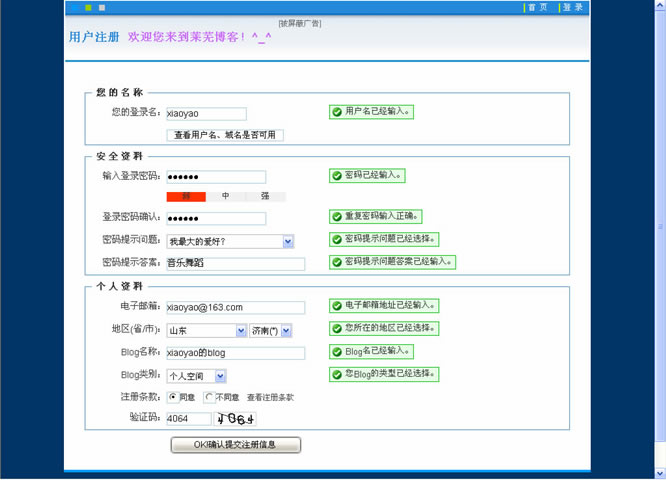 首 页 登 录
[被屏蔽广告]
用户注册 欢迎您来到莱芜博客！^_^
您 的 名 称
您的登录名： xiaoyao 用户名已经输入。
查看用户名、域名是否可用
安 全 资 料
输入登录密码： ●●●●●● 密码已经输入。
弱 中 强
登录密码确认： ●●●●●● 重复密码输入正确。
密码提示问题： 我最大的爱好? 密码提示问题已经选择。
密码提示答案： 音乐舞蹈 密码提示问题答案已经输入。
个 人 资 料
电子邮箱： xiaoyao@163.com 电子邮箱地址已经输入。
地区(省/市)： 山东 济南(*) 您所在的地区已经选择。
Blog名称： xiaoyao的blog Blog名已经输入。
Blog类别： 个人空间 您Blog的类型已经选择。
注册条款： 同意 不同意 查看注册条款
验证码： 4064 4064
OK!确认提交注册信息